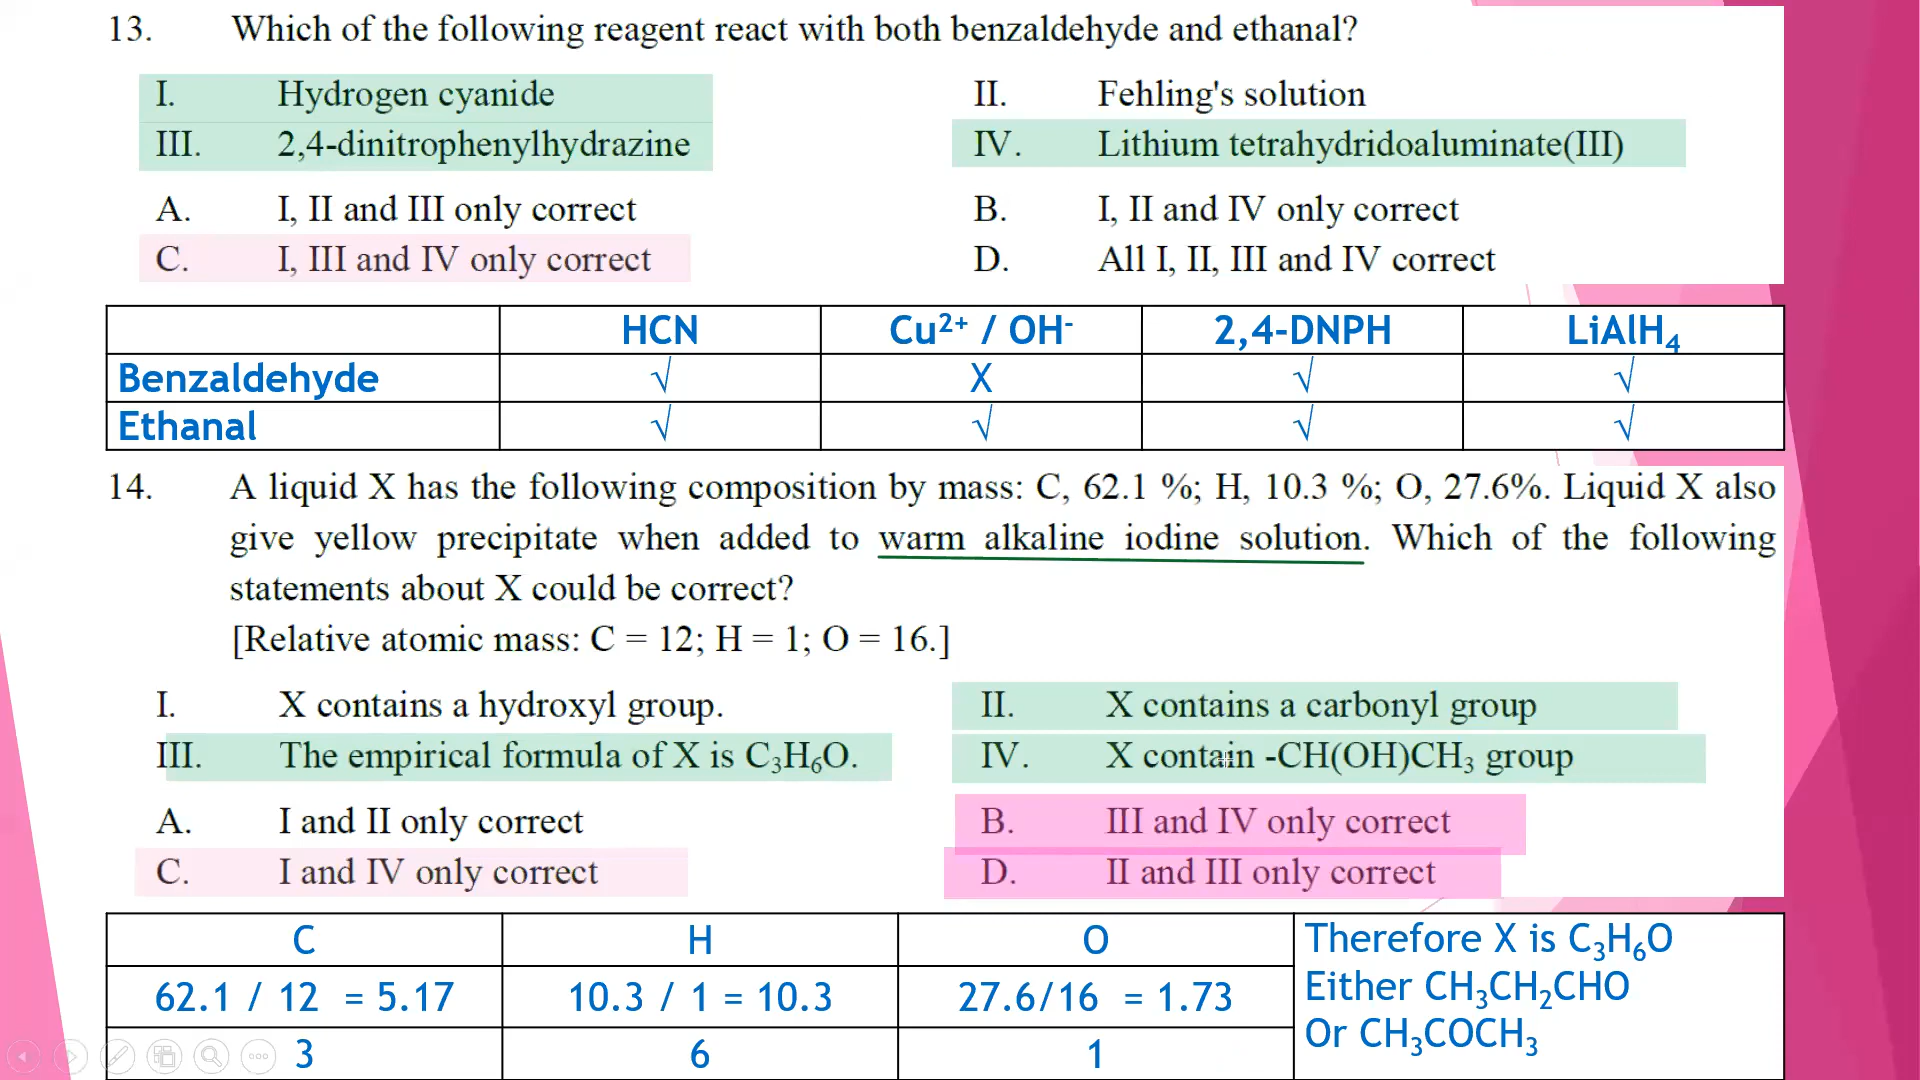 13. Which of the following reagent react with both benzaldehyde and ethanal?
I. Hydrogen cyanide II. Fehling's solution
III. 2,4-dinitrophenylhydrazine IV. Lithium tetrahydridoaluminate(III)
A. I, II and III only correct B. I, II and IV only correct
C. I, III and IV only correct D. All I, II, III and IV correct
HCN Cu²⁺ / OH⁻ 2,4-DNPH LiAlH₄
Benzaldehyde √ X √ √
Ethanal √ √ √ √
14. A liquid X has the following composition by mass: C, 62.1 %; H, 10.3 %; O, 27.6%. Liquid X also
give yellow precipitate when added to warm alkaline iodine solution. Which of the following
statements about X could be correct?
[Relative atomic mass: C = 12; H = 1; O = 16.]
I. X contains a hydroxyl group. II. X contains a carbonyl group
III. The empirical formula of X is C₃H₆O. IV. X contain -CH(OH)CH₃ group
A. I and II only correct B. III and IV only correct
C. I and IV only correct D. II and III only correct
C H O
62.1 / 12 = 5.17 10.3 / 1 = 10.3 27.6/16 = 1.73
3 6 1
Therefore X is C₃H₆O
Either CH₃CH₂CHO
Or CH₃COCH₃